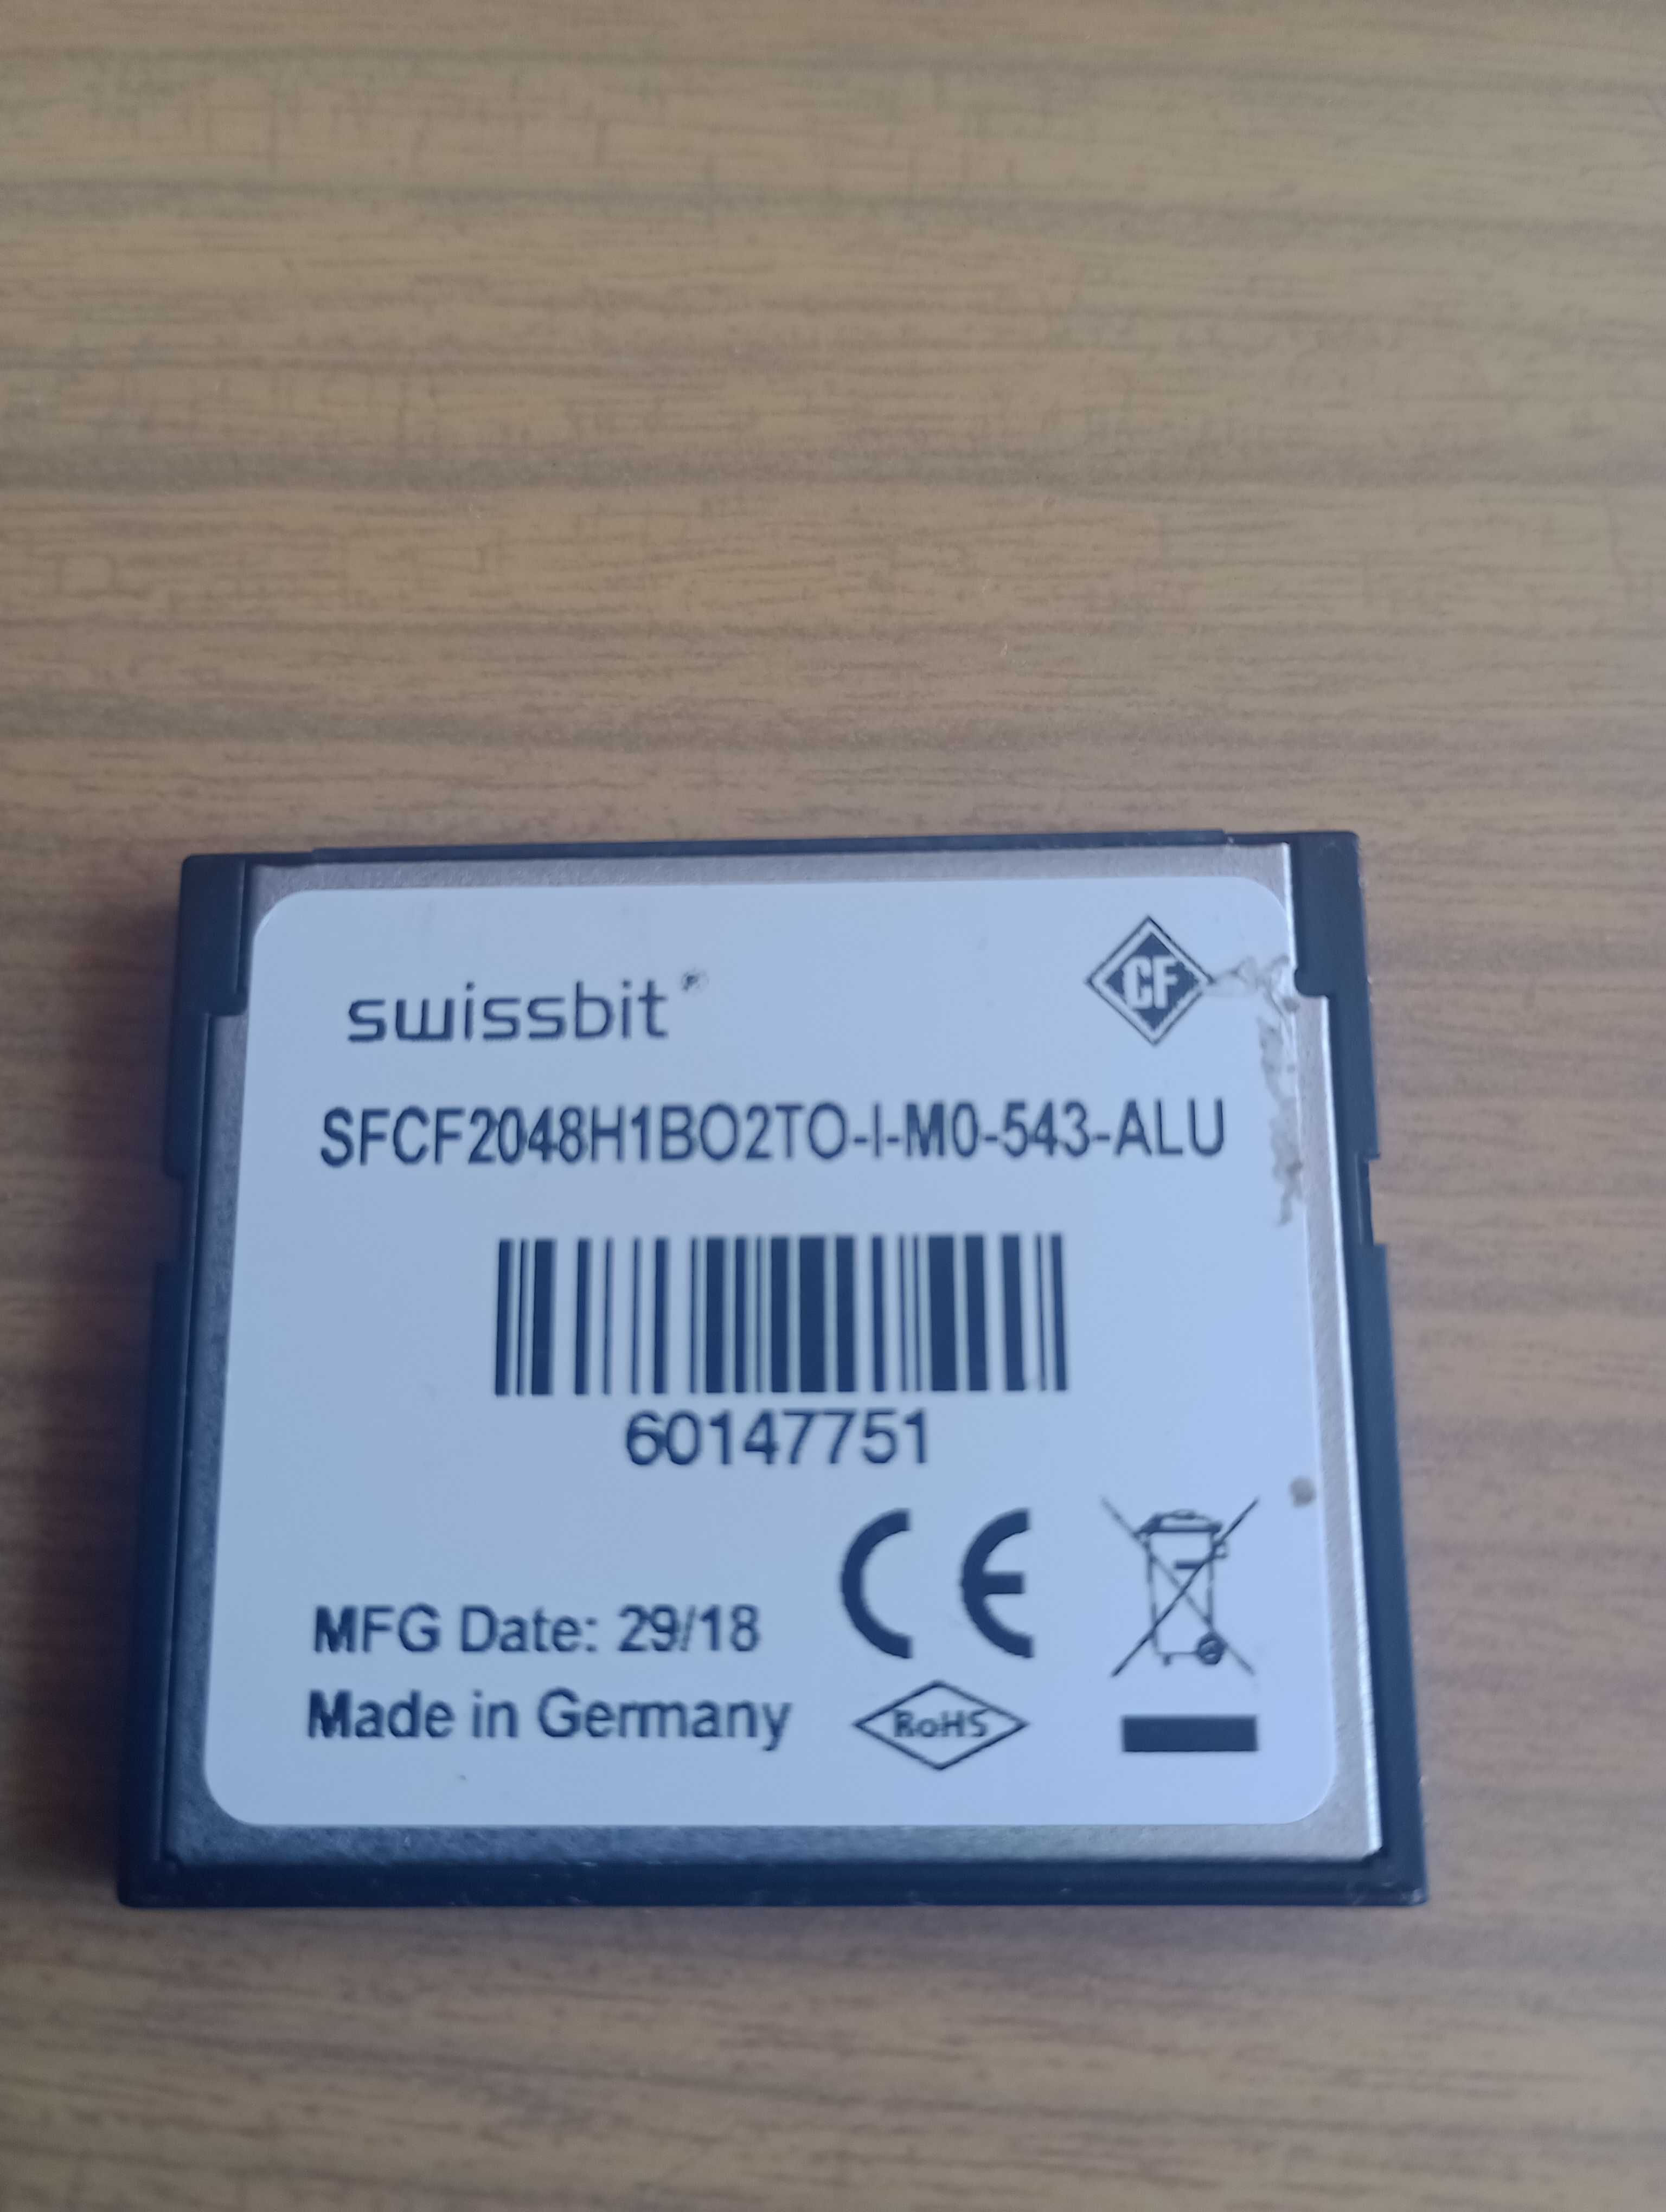 swissbit®
CF
SFCF2048H1BO2TO-I-M0-543-ALU
60147751
CE
MFG Date: 29/18
Made in Germany
RoHS